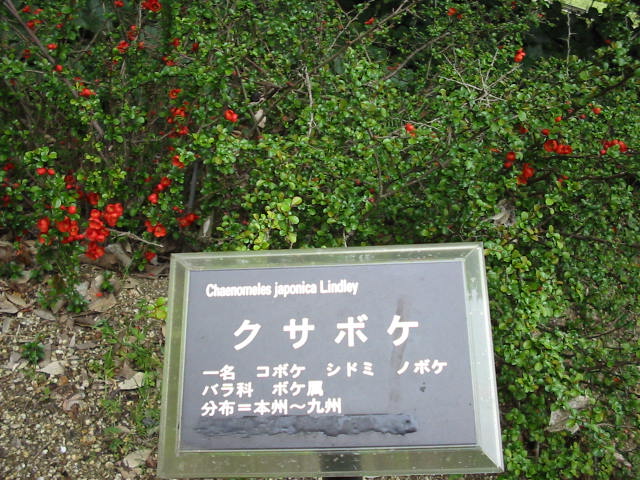 Chaenomeles japonica Lindley
クサボケ
一名 コボケ シドミ ノボケ
バラ科 ボケ属
分布＝本州～九州